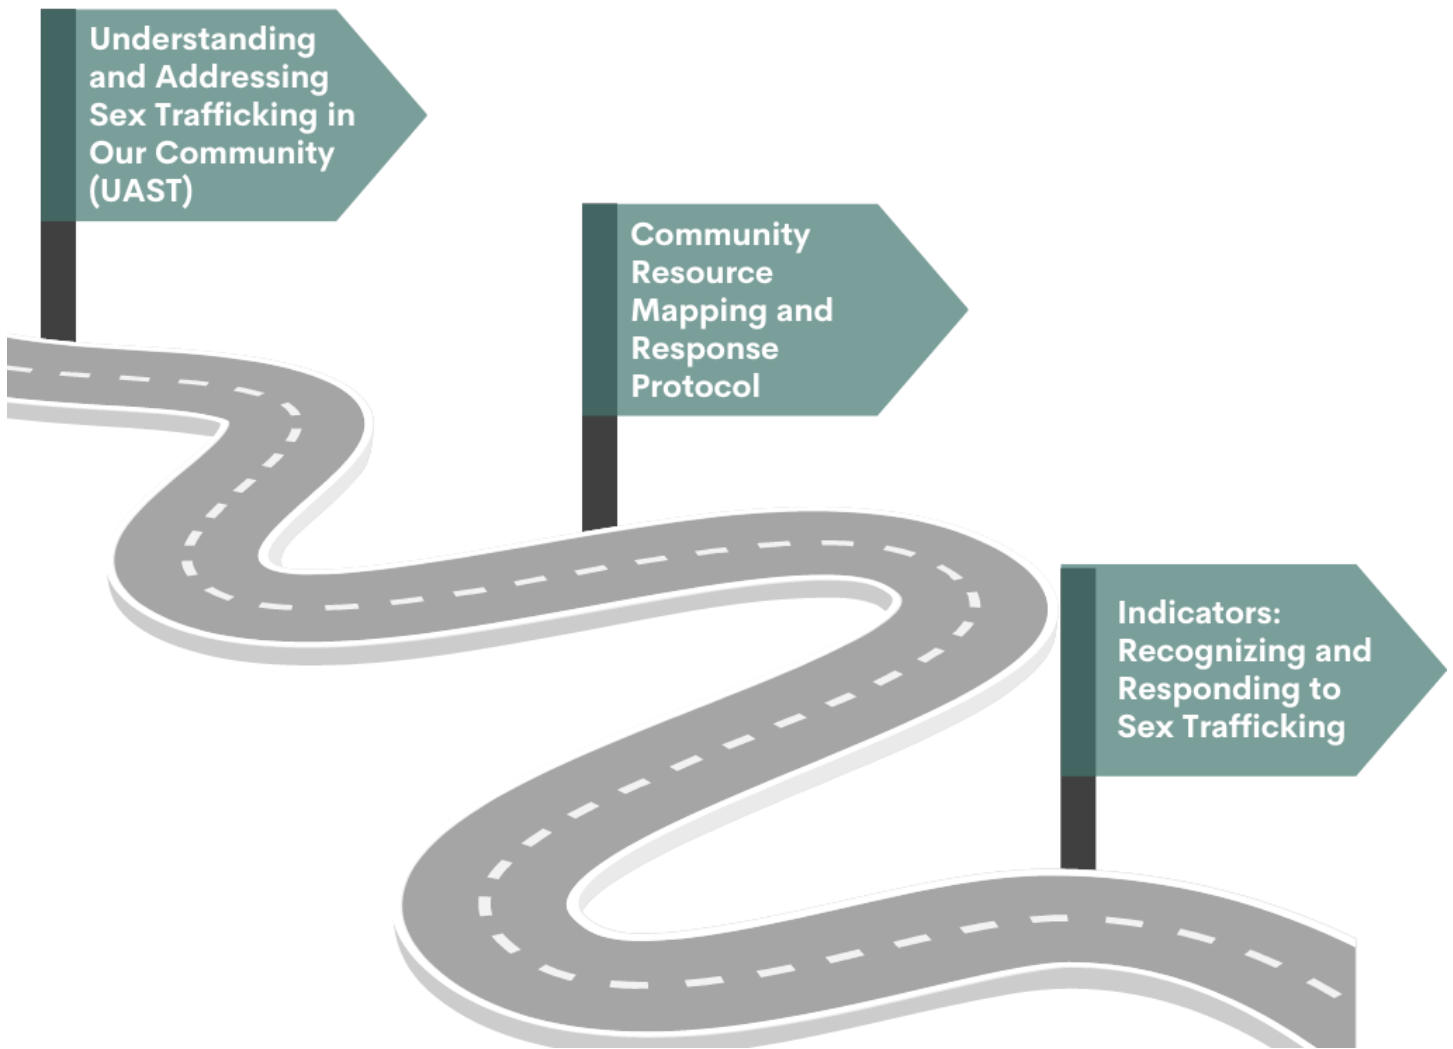 Understanding
and Addressing
Sex Trafficking in
Our Community
(UAST)
Community
Resource
Mapping and
Response
Protocol
Indicators:
Recognizing and
Responding to
Sex Trafficking